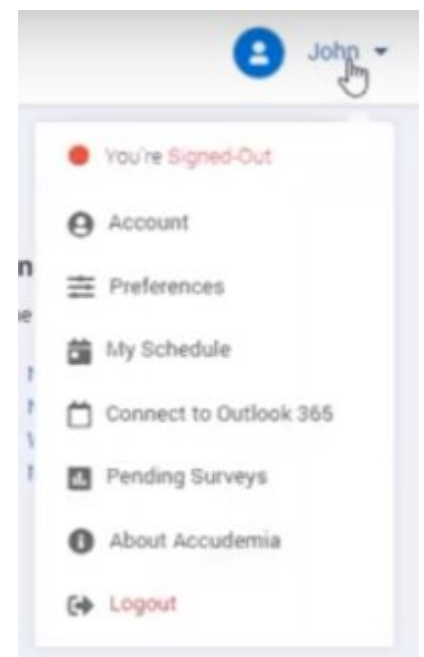 John
You're Signed-Out
Account
Preferences
My Schedule
Connect to Outlook 365
Pending Surveys
About Accudemia
Logout